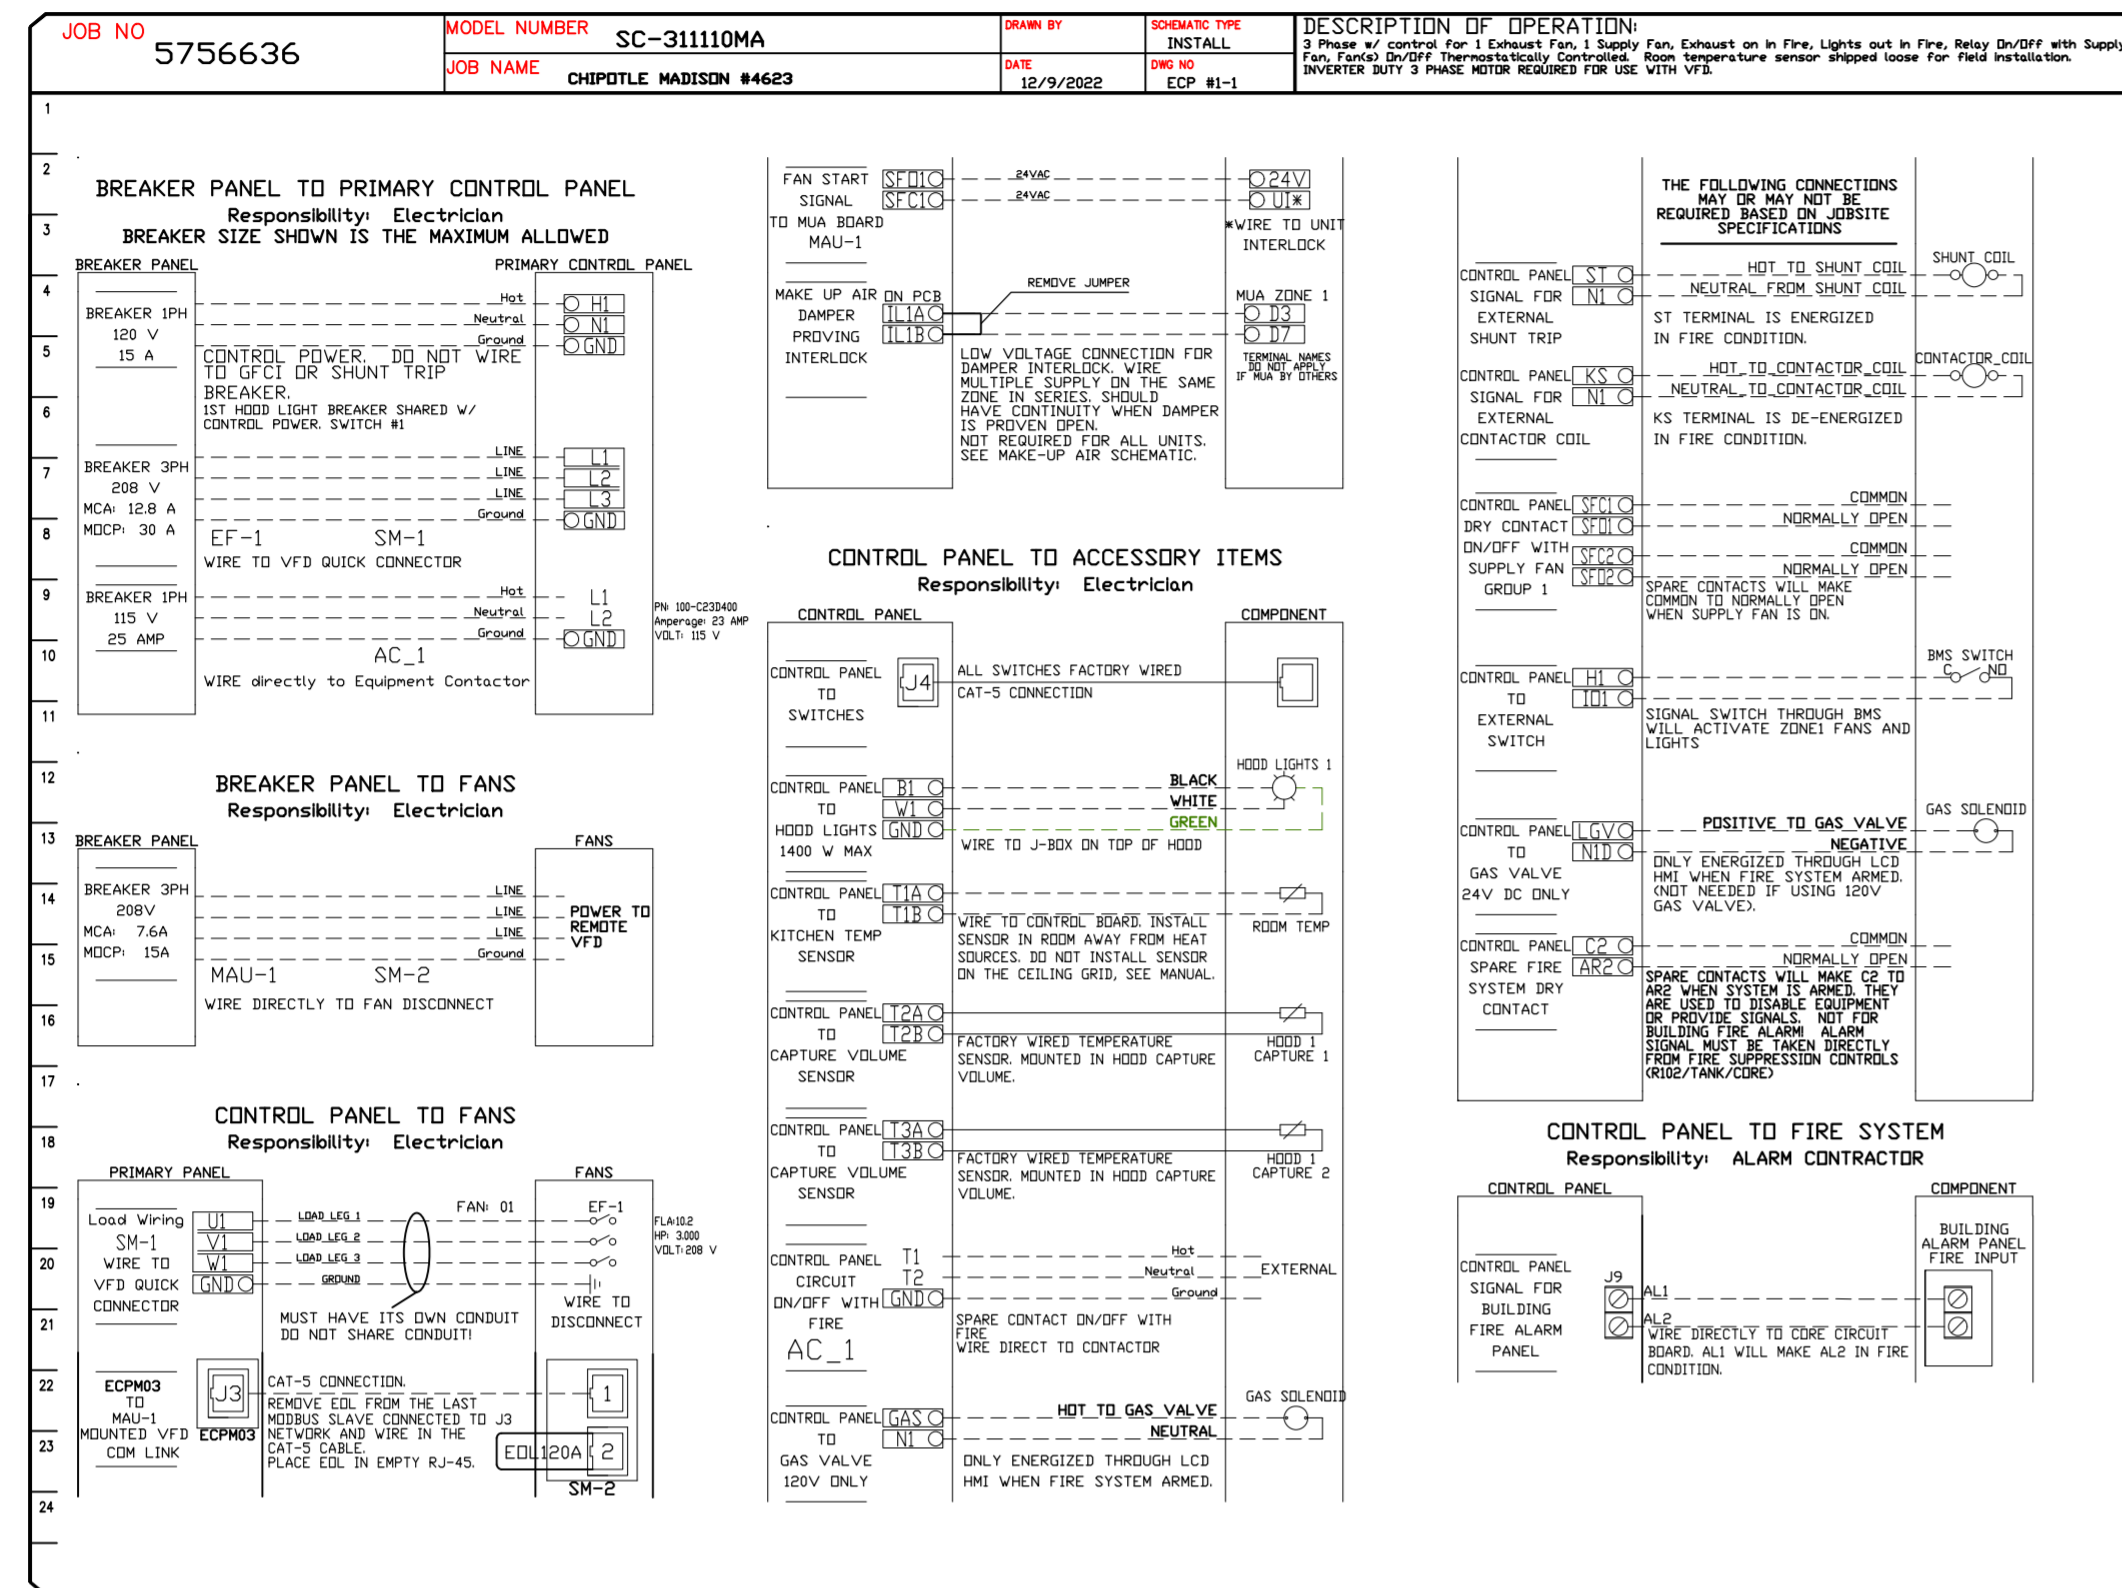 JOB NO
5756636
MODEL NUMBER SC-311110MA
JOB NAME CHIPOTLE MADISON #4623
DRAWN BY
DATE
12/9/2022
SCHEMATIC TYPE
INSTALL
DWG NO
ECP #1-1
DESCRIPTION OF OPERATION:
3 Phase w/ control for 1 Exhaust Fan, 1 Supply Fan, Exhaust on in Fire, Lights out in Fire, Relay On/Off with Supply
Fan, Fan(s) On/Off Thermostatically Controlled. Room temperature sensor shipped loose for field installation.
INVERTER DUTY 3 PHASE MOTOR REQUIRED FOR USE WITH VFD.
1
2
3
4
5
6
7
8
9
10
11
12
13
14
15
16
17
18
19
20
21
22
23
24
BREAKER PANEL TO PRIMARY CONTROL PANEL
Responsibility: Electrician
BREAKER SIZE SHOWN IS THE MAXIMUM ALLOWED
BREAKER PANEL
PRIMARY CONTROL PANEL
BREAKER 1PH
120 V
15 A
Hot H1
Neutral N1
Ground GND
CONTROL POWER. DO NOT WIRE
TO GFCI OR SHUNT TRIP
BREAKER.
1ST HOOD LIGHT BREAKER SHARED W/
CONTROL POWER. SWITCH #1
BREAKER 3PH
208 V
MCA: 12.8 A
MOCP: 30 A
LINE L1
LINE L2
LINE L3
Ground GND
EF-1 SM-1
WIRE TO VFD QUICK CONNECTOR
BREAKER 1PH
115 V
25 AMP
Hot L1
Neutral L2
Ground GND
PN: 100-C23D400
Amperage: 23 AMP
VOLT: 115 V
AC_1
WIRE directly to Equipment Contactor
BREAKER PANEL TO FANS
Responsibility: Electrician
BREAKER PANEL
FANS
BREAKER 3PH
208V
MCA: 7.6A
MOCP: 15A
LINE
LINE
LINE
Ground
POWER TO
REMOTE
VFD
MAU-1 SM-2
WIRE DIRECTLY TO FAN DISCONNECT
CONTROL PANEL TO FANS
Responsibility: Electrician
PRIMARY PANEL
FANS
Load Wiring
SM-1
WIRE TO
VFD QUICK
CONNECTOR
U1 LOAD LEG 1
V1 LOAD LEG 2
W1 LOAD LEG 3
GND GROUND
FAN: 01
EF-1
FLA:10.2
HP: 3.000
VOLT:208 V
WIRE TO
DISCONNECT
MUST HAVE ITS OWN CONDUIT
DO NOT SHARE CONDUIT!
ECPM03
TO
MAU-1
MOUNTED VFD
COM LINK
J3
ECPM03
CAT-5 CONNECTION.
REMOVE EOL FROM THE LAST
MODBUS SLAVE CONNECTED TO J3
NETWORK AND WIRE IN THE
CAT-5 CABLE.
PLACE EOL IN EMPTY RJ-45.
1
EOL120A 2
SM-2
FAN START
SIGNAL
TO MUA BOARD
MAU-1
SFO1 24VAC 24V
SFC1 24VAC UI*
*WIRE TO UNIT
INTERLOCK
MAKE UP AIR
DAMPER
PROVING
INTERLOCK
ON PCB
IL1A
IL1B
REMOVE JUMPER
MUA ZONE 1
D3
D7
TERMINAL NAMES
DO NOT APPLY
IF MUA BY OTHERS
LOW VOLTAGE CONNECTION FOR
DAMPER INTERLOCK. WIRE
MULTIPLE SUPPLY ON THE SAME
ZONE IN SERIES. SHOULD
HAVE CONTINUITY WHEN DAMPER
IS PROVEN OPEN.
NOT REQUIRED FOR ALL UNITS.
SEE MAKE-UP AIR SCHEMATIC.
CONTROL PANEL TO ACCESSORY ITEMS
Responsibility: Electrician
CONTROL PANEL
COMPONENT
CONTROL PANEL
TO
SWITCHES
J4
ALL SWITCHES FACTORY WIRED
CAT-5 CONNECTION
CONTROL PANEL
TO
HOOD LIGHTS
1400 W MAX
B1 BLACK
W1 WHITE
GND GREEN
HOOD LIGHTS 1
WIRE TO J-BOX ON TOP OF HOOD
CONTROL PANEL
TO
KITCHEN TEMP
SENSOR
T1A
T1B
ROOM TEMP
WIRE TO CONTROL BOARD. INSTALL
SENSOR IN ROOM AWAY FROM HEAT
SOURCES. DO NOT INSTALL SENSOR
ON THE CEILING GRID, SEE MANUAL.
CONTROL PANEL
TO
CAPTURE VOLUME
SENSOR
T2A
T2B
FACTORY WIRED TEMPERATURE
SENSOR. MOUNTED IN HOOD CAPTURE
VOLUME.
HOOD 1
CAPTURE 1
CONTROL PANEL
TO
CAPTURE VOLUME
SENSOR
T3A
T3B
FACTORY WIRED TEMPERATURE
SENSOR. MOUNTED IN HOOD CAPTURE
VOLUME.
HOOD 1
CAPTURE 2
CONTROL PANEL
CIRCUIT
ON/OFF WITH
FIRE
AC_1
T1 Hot
T2 Neutral
GND Ground
EXTERNAL
SPARE CONTACT ON/OFF WITH
FIRE
WIRE DIRECT TO CONTACTOR
CONTROL PANEL
TO
GAS VALVE
120V ONLY
GAS HOT TO GAS VALVE
N1 NEUTRAL
GAS SOLENOID
ONLY ENERGIZED THROUGH LCD
HMI WHEN FIRE SYSTEM ARMED.
THE FOLLOWING CONNECTIONS
MAY OR MAY NOT BE
REQUIRED BASED ON JOBSITE
SPECIFICATIONS
CONTROL PANEL
SIGNAL FOR
EXTERNAL
SHUNT TRIP
ST HOT TO SHUNT COIL
N1 NEUTRAL FROM SHUNT COIL
SHUNT COIL
ST TERMINAL IS ENERGIZED
IN FIRE CONDITION.
CONTROL PANEL
SIGNAL FOR
EXTERNAL
CONTACTOR COIL
KS HOT TO CONTACTOR COIL
N1 NEUTRAL TO CONTACTOR COIL
CONTACTOR COIL
KS TERMINAL IS DE-ENERGIZED
IN FIRE CONDITION.
CONTROL PANEL
DRY CONTACT
ON/OFF WITH
SUPPLY FAN
GROUP 1
SFC1 COMMON
SFO1 NORMALLY OPEN
SFC2 COMMON
SFO2 NORMALLY OPEN
SPARE CONTACTS WILL MAKE
COMMON TO NORMALLY OPEN
WHEN SUPPLY FAN IS ON.
CONTROL PANEL
TO
EXTERNAL
SWITCH
H1
IO1
BMS SWITCH
C NO
SIGNAL SWITCH THROUGH BMS
WILL ACTIVATE ZONE1 FANS AND
LIGHTS
CONTROL PANEL
TO
GAS VALVE
24V DC ONLY
LGV POSITIVE TO GAS VALVE
N1D NEGATIVE
GAS SOLENOID
ONLY ENERGIZED THROUGH LCD
HMI WHEN FIRE SYSTEM ARMED.
(NOT NEEDED IF USING 120V
GAS VALVE).
CONTROL PANEL
SPARE FIRE
SYSTEM DRY
CONTACT
C2 COMMON
AR2 NORMALLY OPEN
SPARE CONTACTS WILL MAKE C2 TO
AR2 WHEN SYSTEM IS ARMED. THEY
ARE USED TO DISABLE EQUIPMENT
OR PROVIDE SIGNALS. NOT FOR
BUILDING FIRE ALARM! ALARM
SIGNAL MUST BE TAKEN DIRECTLY
FROM FIRE SUPPRESSION CONTROLS
(R102/TANK/CORE)
CONTROL PANEL TO FIRE SYSTEM
Responsibility: ALARM CONTRACTOR
CONTROL PANEL
COMPONENT
CONTROL PANEL
SIGNAL FOR
BUILDING
FIRE ALARM
PANEL
J9
AL1
AL2
BUILDING
ALARM PANEL
FIRE INPUT
WIRE DIRECTLY TO CORE CIRCUIT
BOARD. AL1 WILL MAKE AL2 IN FIRE
CONDITION.